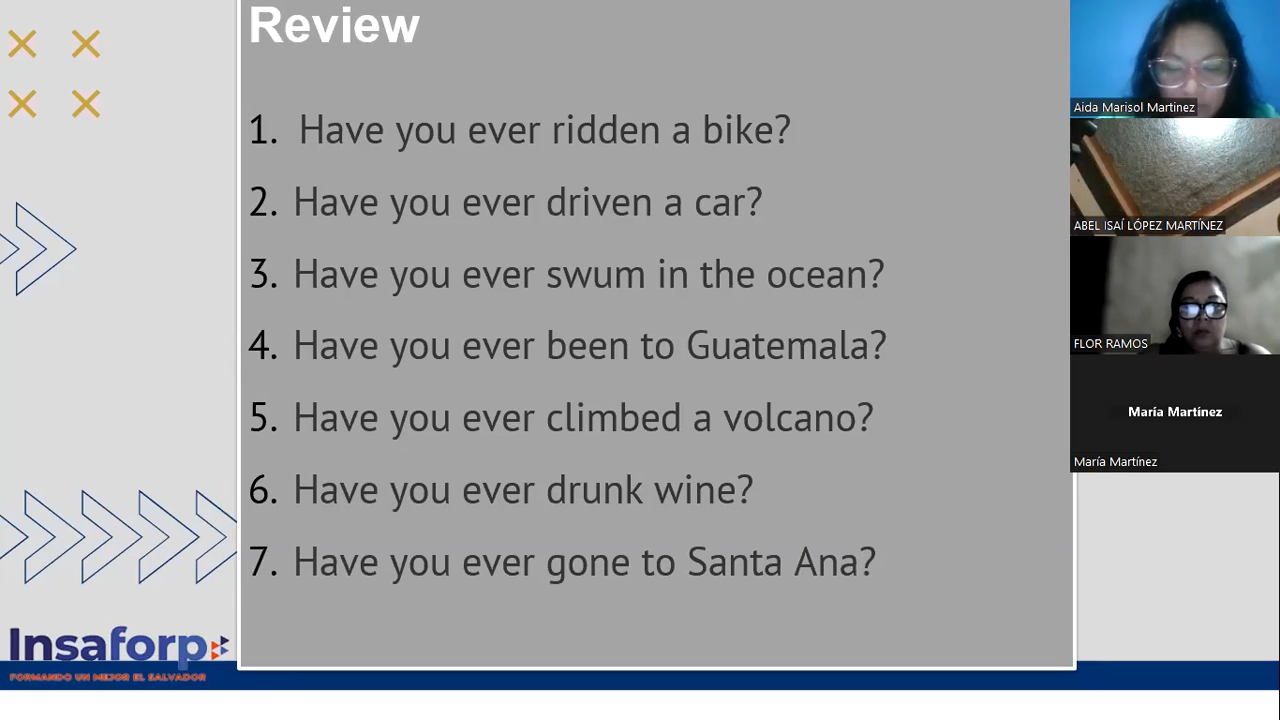 Review
1. Have you ever ridden a bike?
2. Have you ever driven a car?
3. Have you ever swum in the ocean?
4. Have you ever been to Guatemala?
5. Have you ever climbed a volcano?
6. Have you ever drunk wine?
7. Have you ever gone to Santa Ana?
Insaforp
FORMANDO UN MEJOR EL SALVADOR
Aida Marisol Martinez
ABEL ISAÍ LÓPEZ MARTÍNEZ
FLOR RAMOS
María Martínez
María Martínez